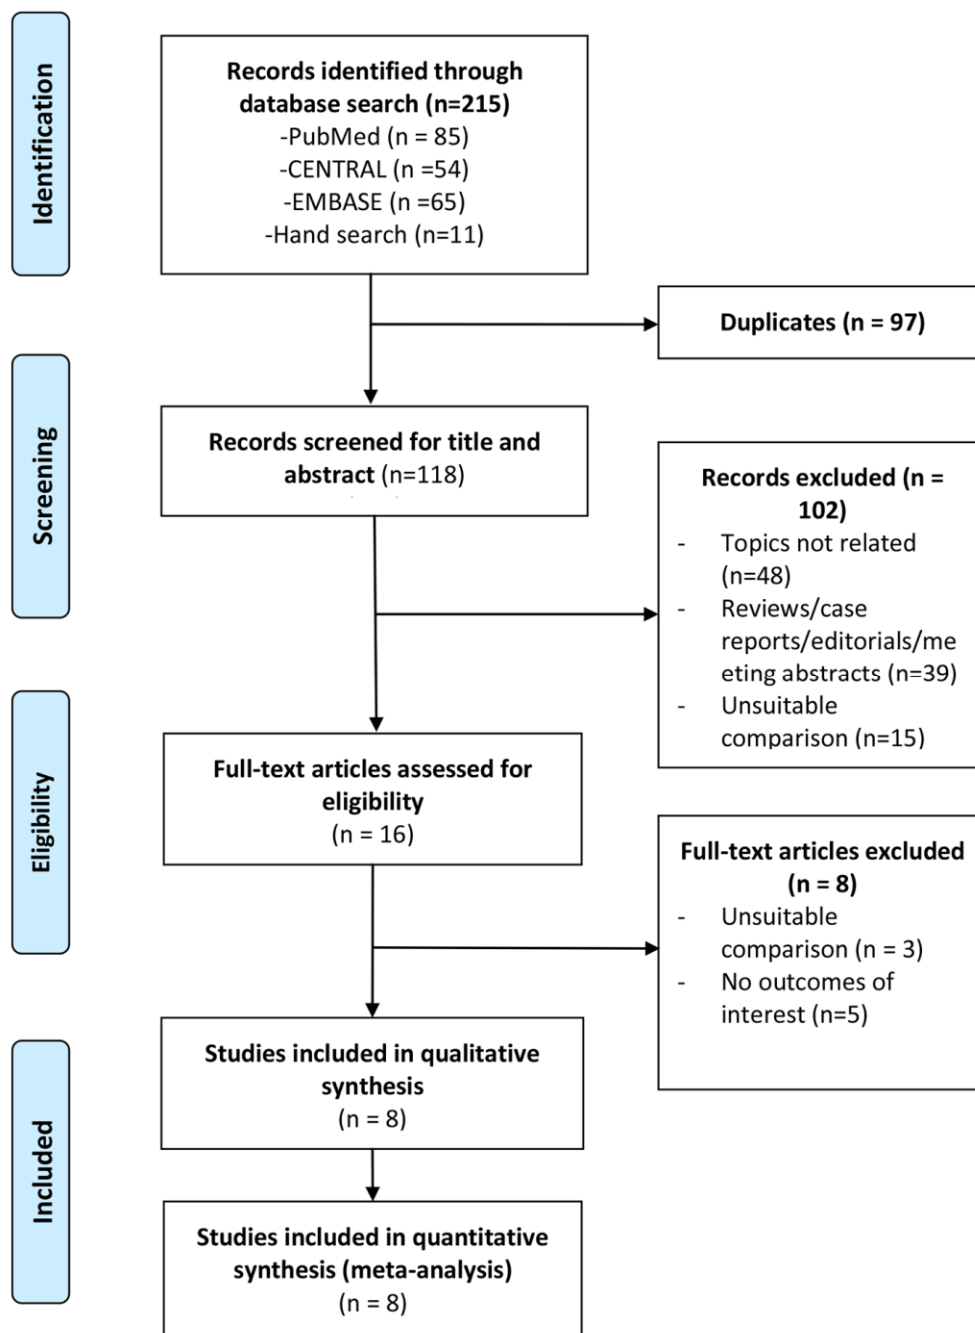 Identification
Records identified through
database search (n=215)
-PubMed (n = 85)
-CENTRAL (n =54)
-EMBASE (n =65)
-Hand search (n=11)
Duplicates (n = 97)
Screening
Records screened for title and
abstract (n=118)
Records excluded (n =
102)
- Topics not related
(n=48)
- Reviews/case
reports/editorials/me
eting abstracts (n=39)
- Unsuitable
comparison (n=15)
Eligibility
Full-text articles assessed for
eligibility
(n = 16)
Full-text articles excluded
(n = 8)
- Unsuitable
comparison (n = 3)
- No outcomes of
interest (n=5)
Included
Studies included in qualitative
synthesis
(n = 8)
Studies included in quantitative
synthesis (meta-analysis)
(n = 8)